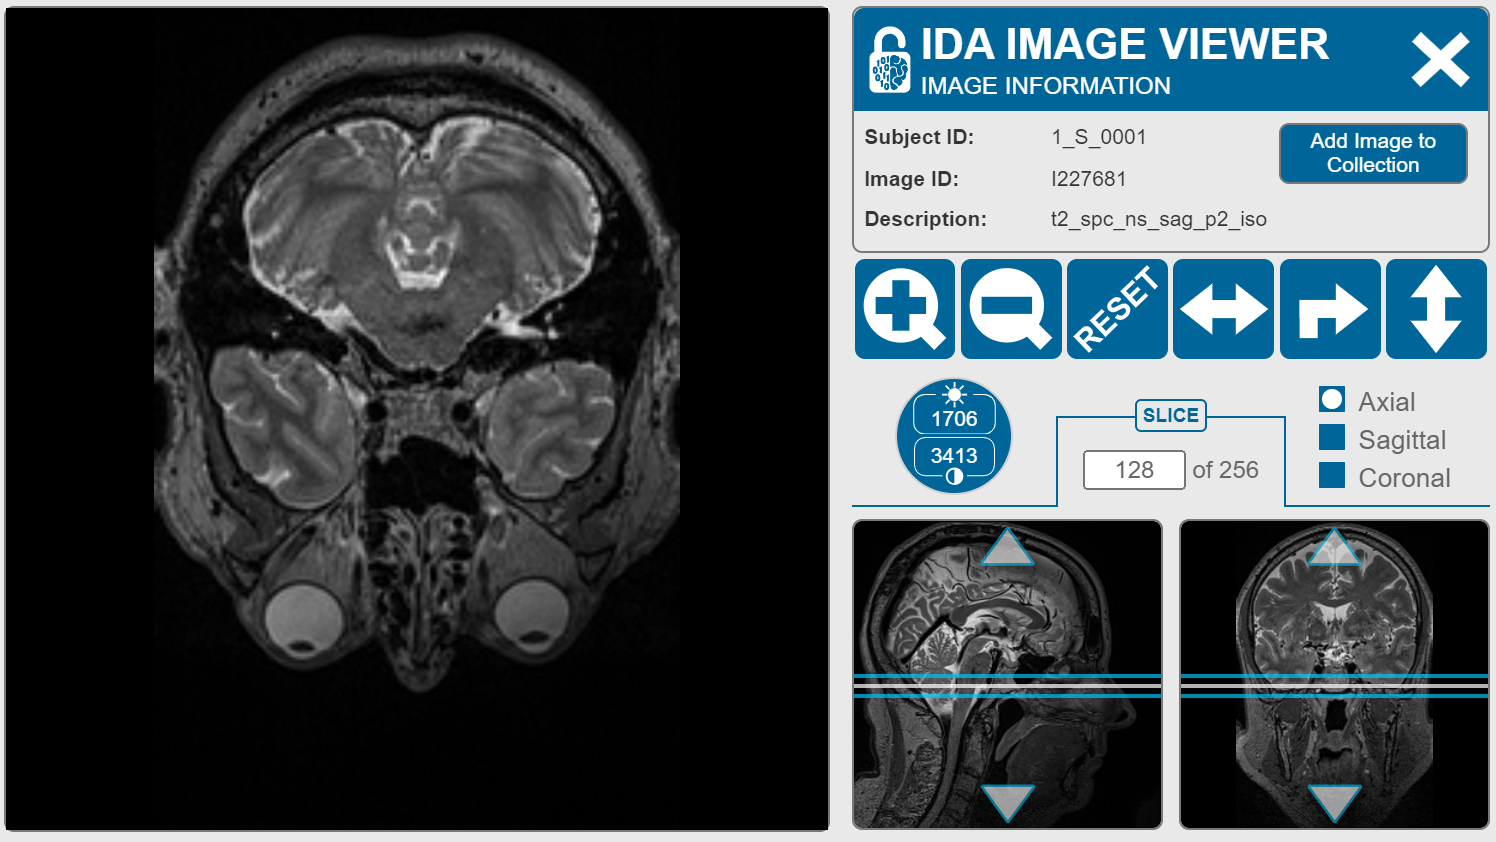 IDA IMAGE VIEWER
IMAGE INFORMATION
Subject ID: 1_S_0001
Add Image to
Collection
Image ID: I227681
Description: t2_spc_ns_sag_p2_iso
RESET
1706
3413
SLICE
128 of 256
Axial
Sagittal
Coronal